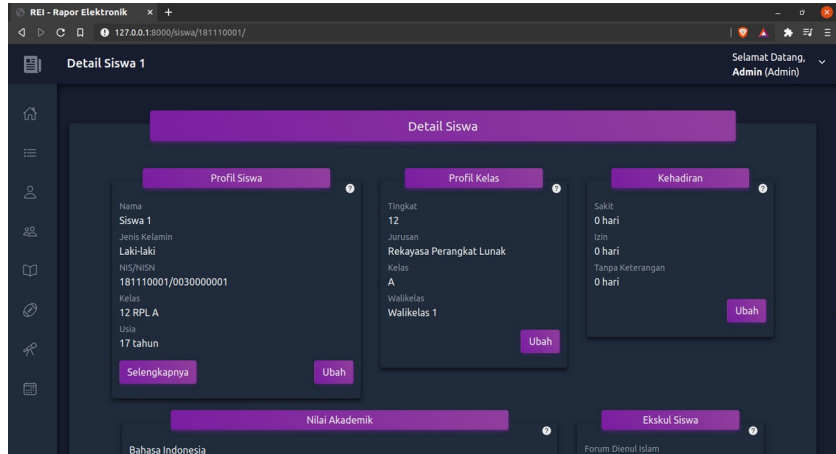 REI - Rapor Elektronik
127.0.0.1:8000/siswa/181110001/
Detail Siswa 1
Selamat Datang,
Admin (Admin)
Detail Siswa
Profil Siswa
Nama
Siswa 1
Jenis Kelamin
Laki-laki
NIS/NISN
181110001/0030000001
Kelas
12 RPL A
Usia
17 tahun
Selengkapnya
Ubah
Profil Kelas
Tingkat
12
Jurusan
Rekayasa Perangkat Lunak
Kelas
A
Walikelas
Walikelas 1
Ubah
Kehadiran
Sakit
0 hari
Izin
0 hari
Tanpa Keterangan
0 hari
Ubah
Nilai Akademik
Bahasa Indonesia
Ekskul Siswa
Forum Dienul Islam